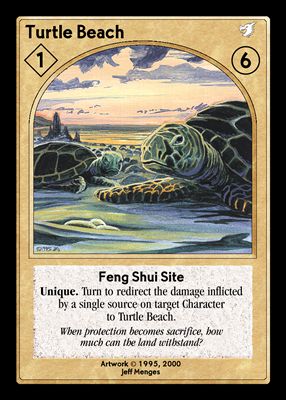 Turtle Beach
1
6
Feng Shui Site
Unique. Turn to redirect the damage inflicted
by a single source on target Character
to Turtle Beach.
When protection becomes sacrifice, how
much can the land withstand?
Artwork © 1995, 2000
Jeff Menges